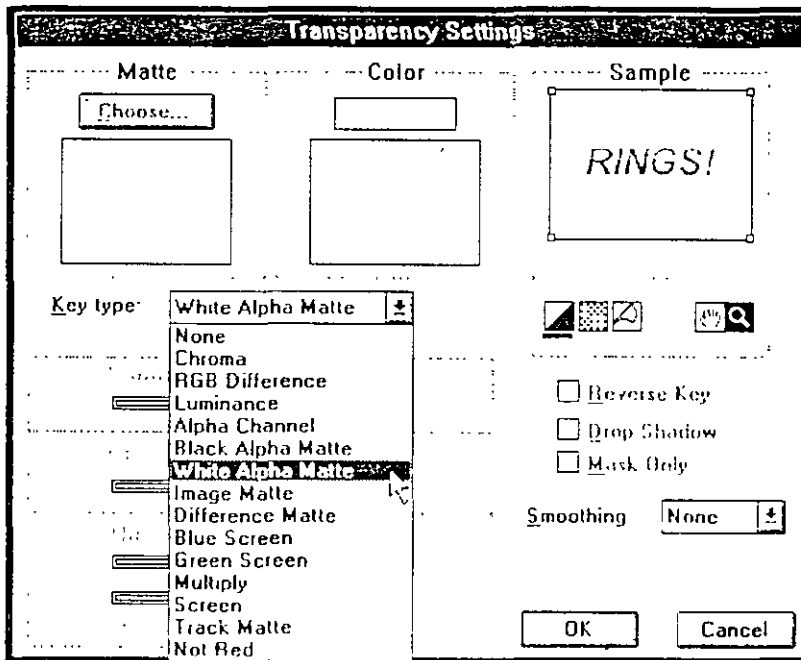 Transparency Settings
Matte
Color
Sample
Choose...
RINGS!
Key type:
White Alpha Matte
None
Chroma
RGB Difference
Luminance
Alpha Channel
Black Alpha Matte
White Alpha Matte
Image Matte
Difference Matte
Blue Screen
Green Screen
Multiply
Screen
Track Matte
Not Red
Reverse Key
Drop Shadow
Mask Only
Smoothing
None
OK
Cancel